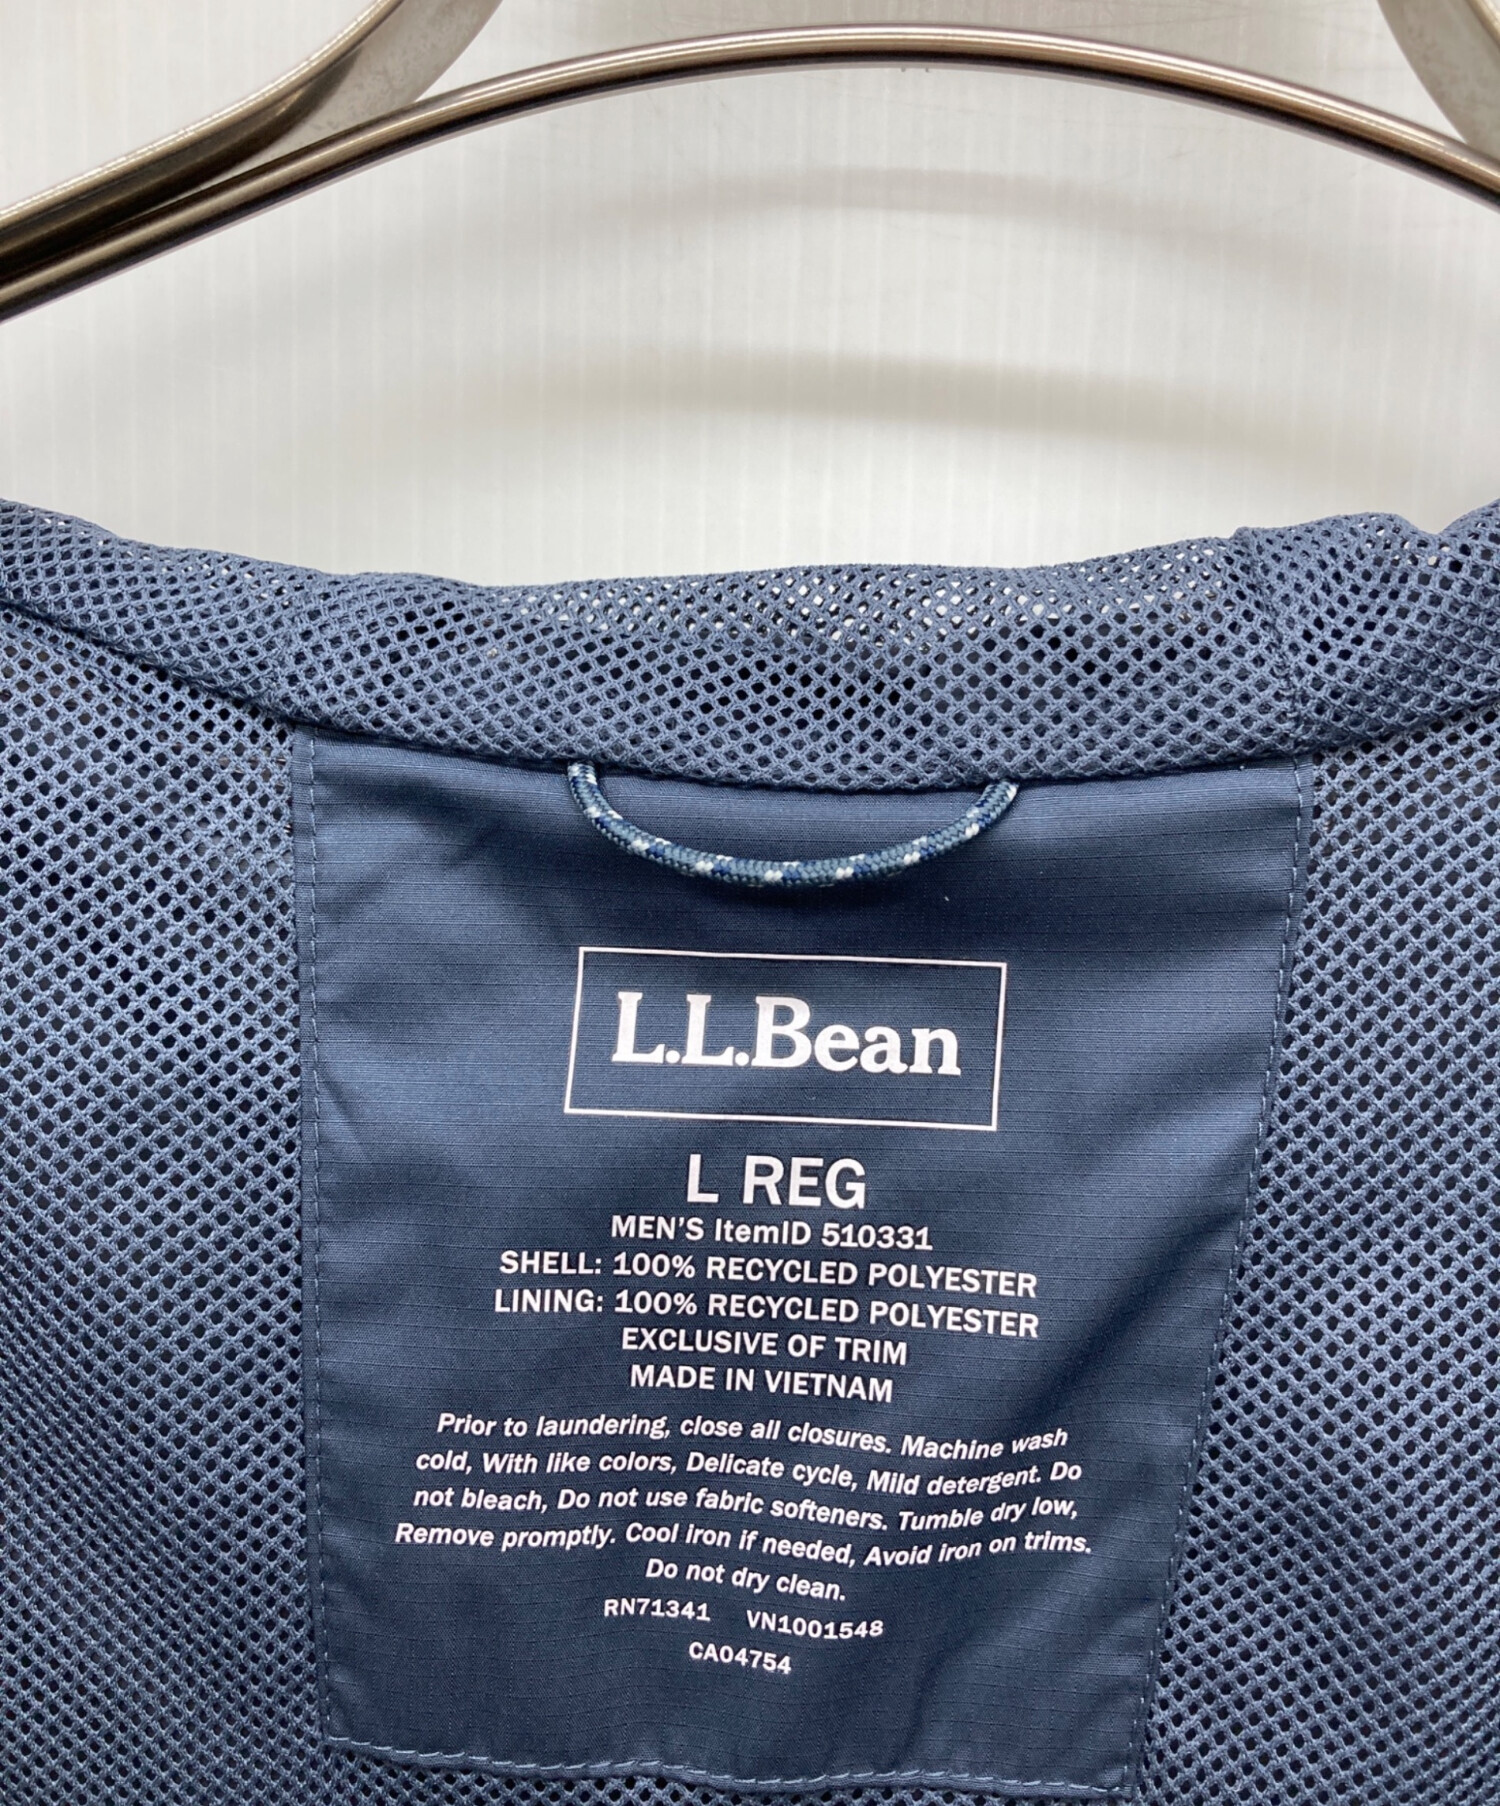 L.L.Bean
L REG
MEN'S ItemID 510331
SHELL: 100% RECYCLED POLYESTER
LINING: 100% RECYCLED POLYESTER
EXCLUSIVE OF TRIM
MADE IN VIETNAM
Prior to laundering, close all closures. Machine wash
cold, With like colors, Delicate cycle, Mild detergent. Do
not bleach, Do not use fabric softeners. Tumble dry low,
Remove promptly. Cool iron if needed, Avoid iron on trims.
Do not dry clean.
RN71341 VN1001548
CA04754